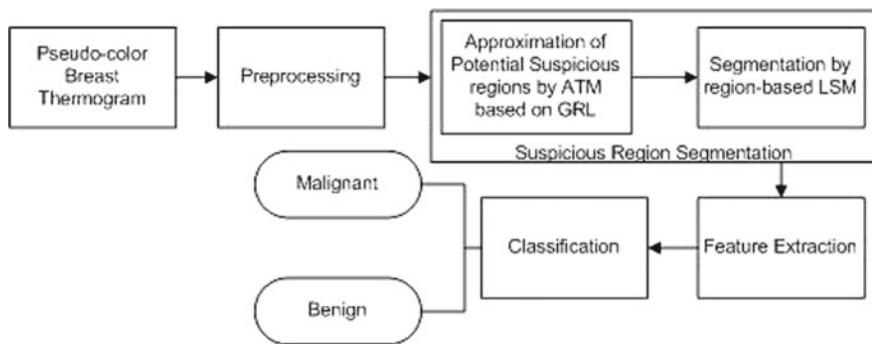 Pseudo-color
Breast
Thermogram
Preprocessing
Approximation of
Potential Suspicious
regions by ATM
based on GRL
Segmentation by
region-based LSM
Suspicious Region Segmentation
Malignant
Classification
Feature Extraction
Benign